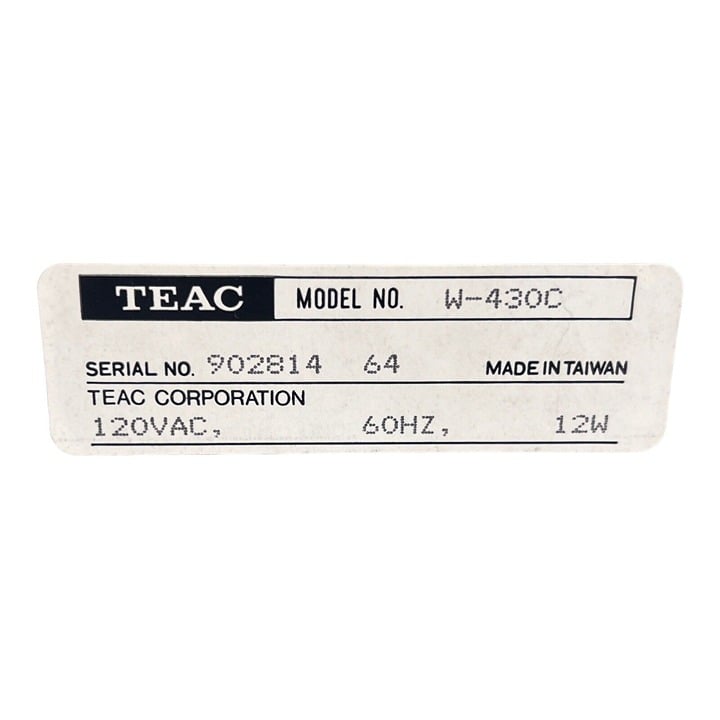 TEAC MODEL NO. W-430C
SERIAL NO. 902814 64 MADE IN TAIWAN
TEAC CORPORATION
120VAC, 60HZ, 12W